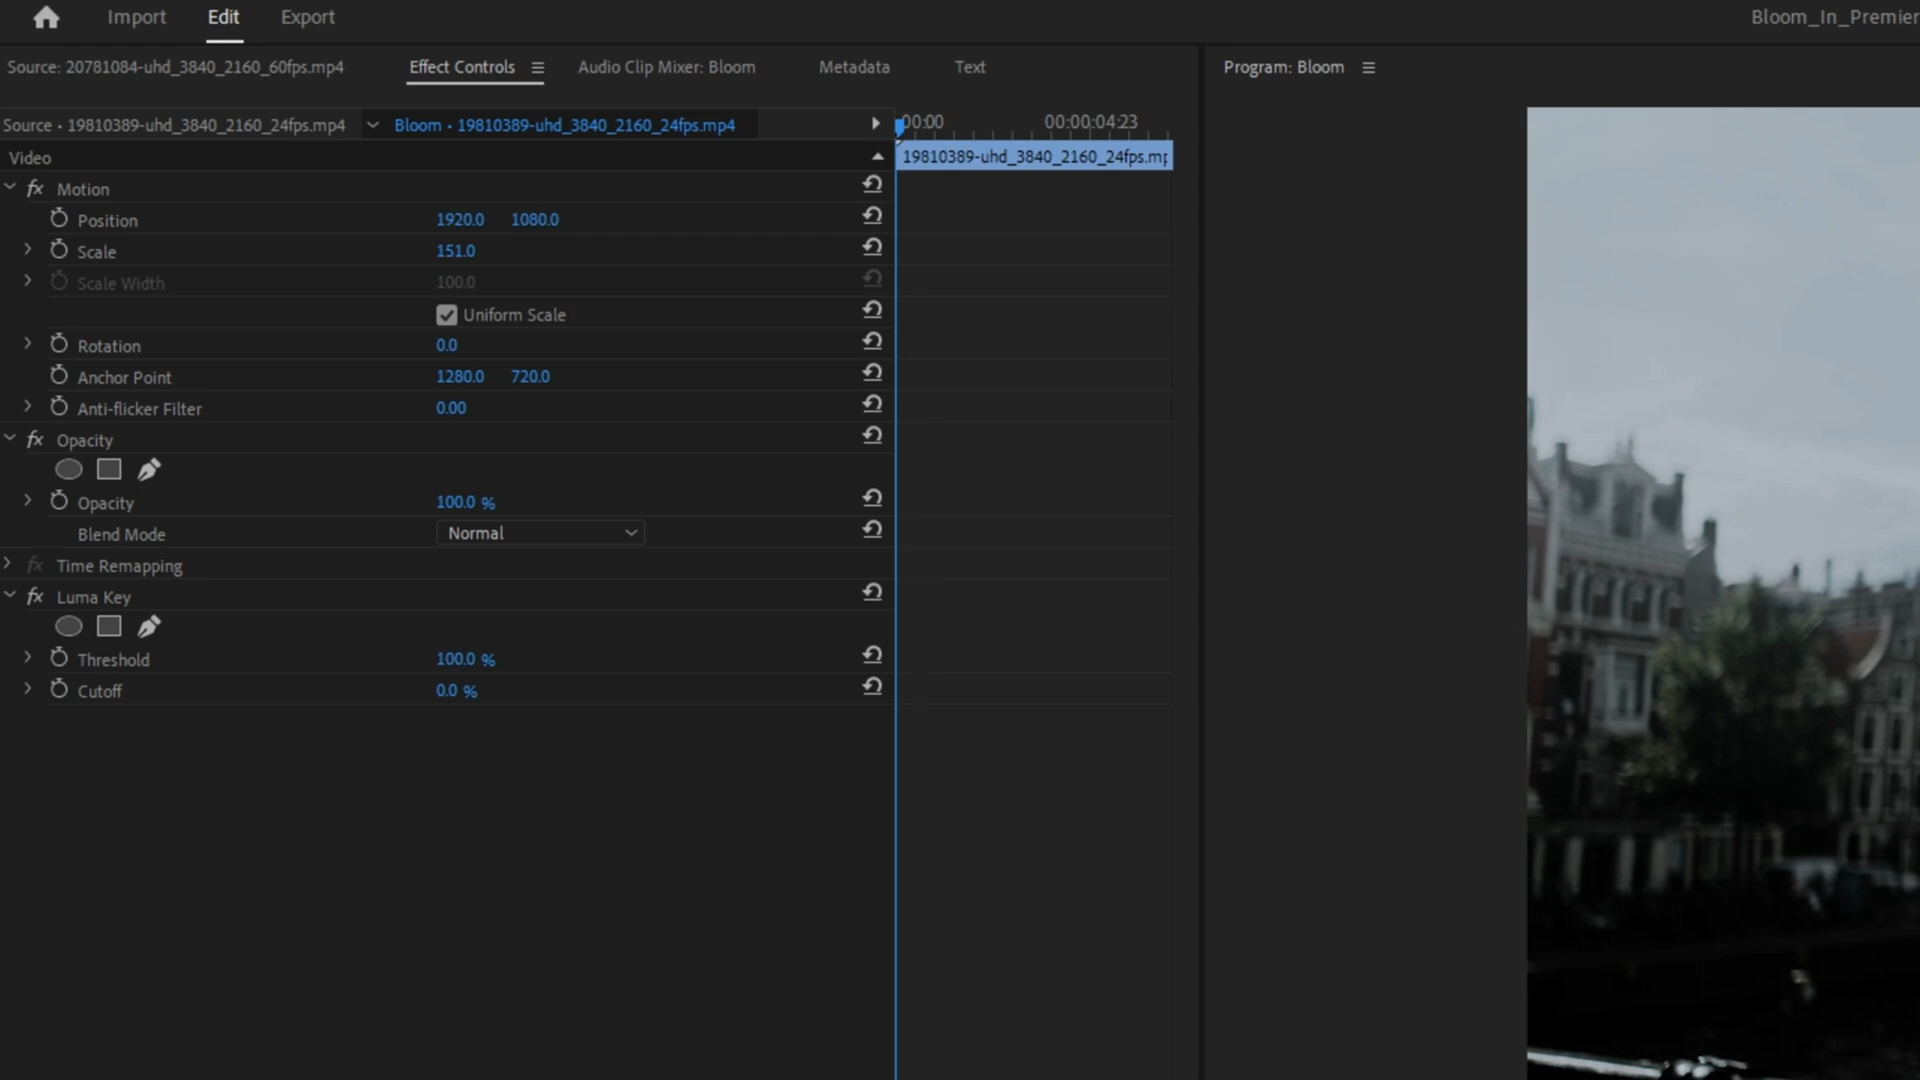 Import Edit Export Bloom_In_Premier
Source: 20781084-uhd_3840_2160_60fps.mp4 Effect Controls Audio Clip Mixer: Bloom Metadata Text Program: Bloom
Source • 19810389-uhd_3840_2160_24fps.mp4 Bloom • 19810389-uhd_3840_2160_24fps.mp4 00:00 00:00:04:23
Video 19810389-uhd_3840_2160_24fps.mp
fx Motion
Position 1920.0 1080.0
Scale 151.0
Scale Width 100.0
Uniform Scale
Rotation 0.0
Anchor Point 1280.0 720.0
Anti-flicker Filter 0.00
fx Opacity
Opacity 100.0 %
Blend Mode Normal
fx Time Remapping
fx Luma Key
Threshold 100.0 %
Cutoff 0.0 %